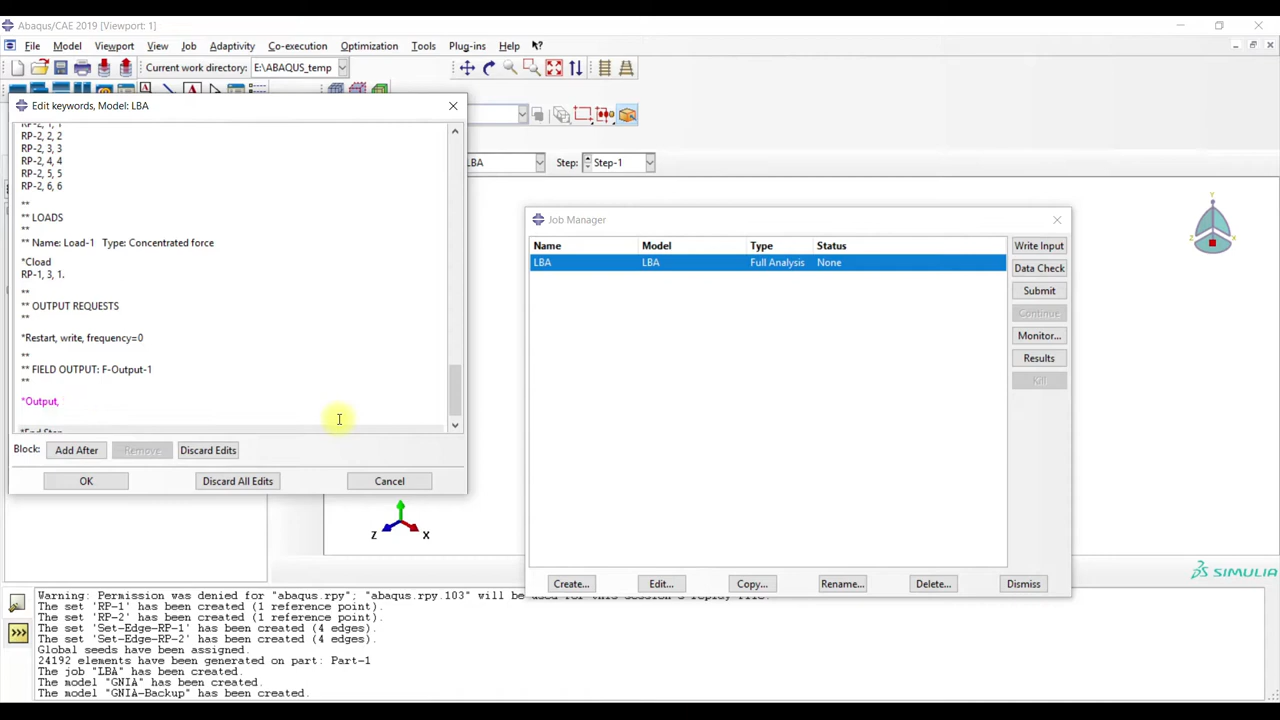 Abaqus/CAE 2019 [Viewport: 1]
File Model Viewport View Job Adaptivity Co-execution Optimization Tools Plug-ins Help
Current work directory: E:\ABAQUS_temp
Edit keywords, Model: LBA
LBA Step: Step-1
RP-2, 1, 1
RP-2, 2, 2
RP-2, 3, 3
RP-2, 4, 4
RP-2, 5, 5
RP-2, 6, 6
**
** LOADS
**
** Name: Load-1 Type: Concentrated force
*Cload
RP-1, 3, 1.
**
** OUTPUT REQUESTS
**
*Restart, write, frequency=0
**
** FIELD OUTPUT: F-Output-1
**
*Output,
*End Step
Block: Add After Remove Discard Edits
OK Discard All Edits Cancel
Job Manager
Name Model Type Status
LBA LBA Full Analysis None
Write Input
Data Check
Submit
Continue
Monitor...
Results
Kill
Create... Edit... Copy... Rename... Delete... Dismiss
Y
Z X
Z X
SIMULIA
Warning: Permission was denied for "abaqus.rpy"; "abaqus.rpy.103" will be used for this session's replay file.
The set 'RP-1' has been created (1 reference point).
The set 'RP-2' has been created (1 reference point).
The set 'Set-Edge-RP-1' has been created (4 edges).
The set 'Set-Edge-RP-2' has been created (4 edges).
Global seeds have been assigned.
24192 elements have been generated on part: Part-1
The job "LBA" has been created.
The model "GNIA" has been created.
The model "GNIA-Backup" has been created.
>>>